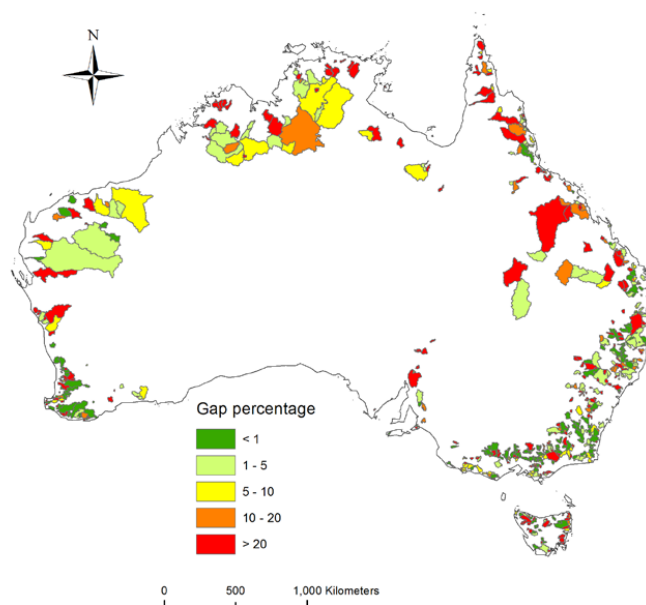 N
Gap percentage
< 1
1 - 5
5 - 10
10 - 20
> 20
0 500 1,000 Kilometers